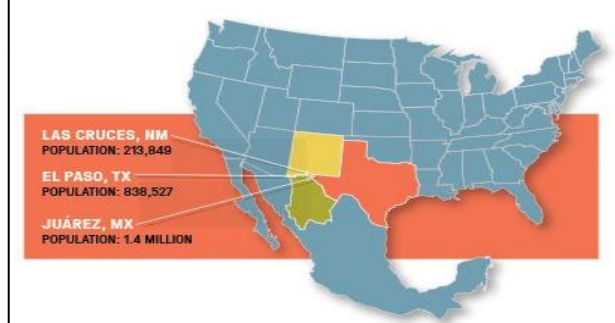 LAS CRUCES, NM
POPULATION: 213,849
EL PASO, TX
POPULATION: 838,527
JUÁREZ, MX
POPULATION: 1.4 MILLION